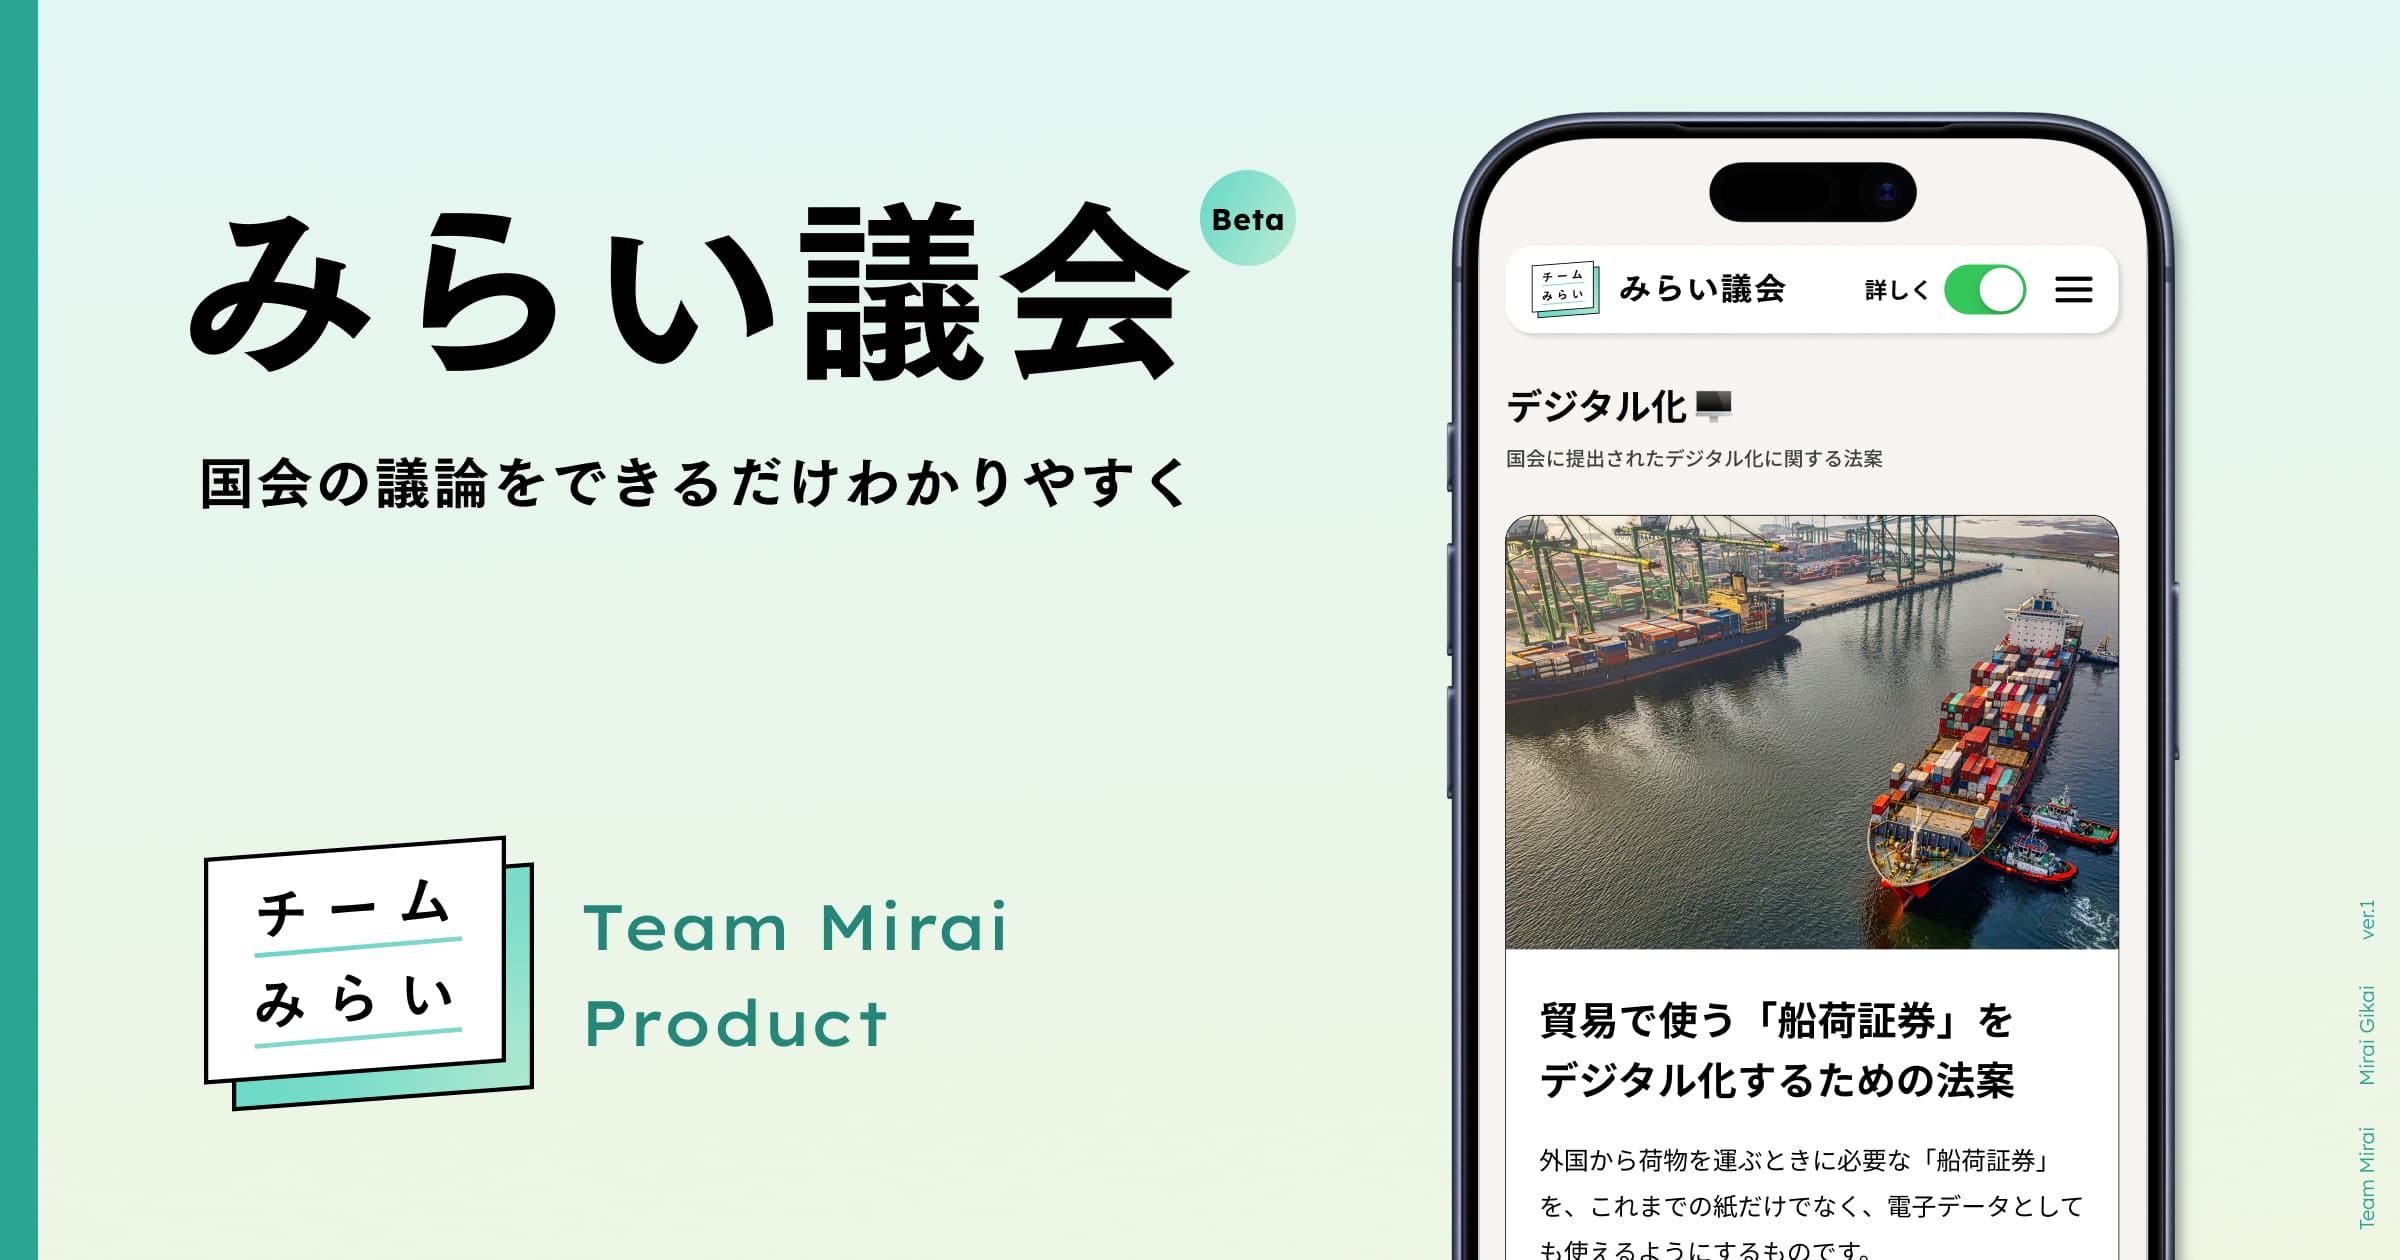 みらい議会
Beta
国会の議論をできるだけわかりやすく
チーム
みらい
Team Mirai
Product
チーム
みらい
みらい議会
詳しく
デジタル化
国会に提出されたデジタル化に関する法案
貿易で使う「船荷証券」を
デジタル化するための法案
外国から荷物を運ぶときに必要な「船荷証券」
を、これまでの紙だけでなく、電子データとして
も使えるようにするものです。
Team Mirai Mirai Gikai ver.1